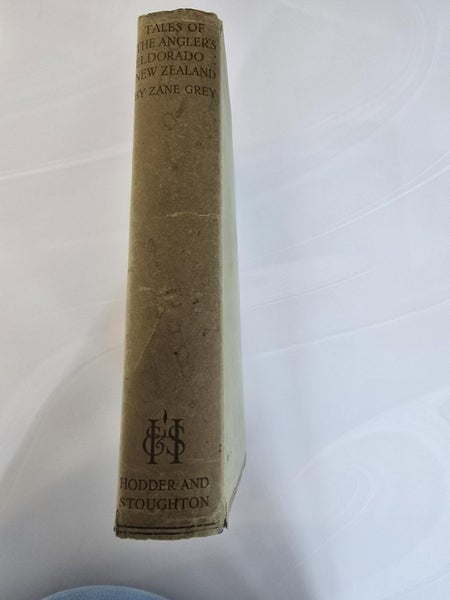 TALES OF
THE ANGLER'S
ELDORADO
NEW ZEALAND
BY ZANE GREY
H&S
HODDER AND
STOUGHTON